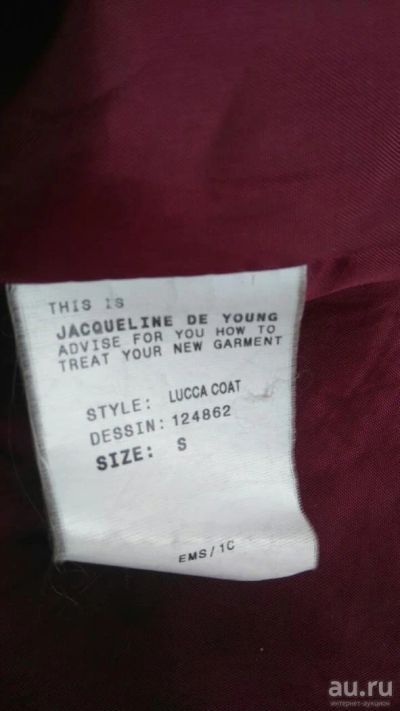 THIS IS
JACQUELINE DE YOUNG
ADVISE FOR YOU HOW TO
TREAT YOUR NEW GARMENT
STYLE: LUCCA COAT
DESSIN: 124862
SIZE: S
EMS/1C
au.ru
интернет-аукцион